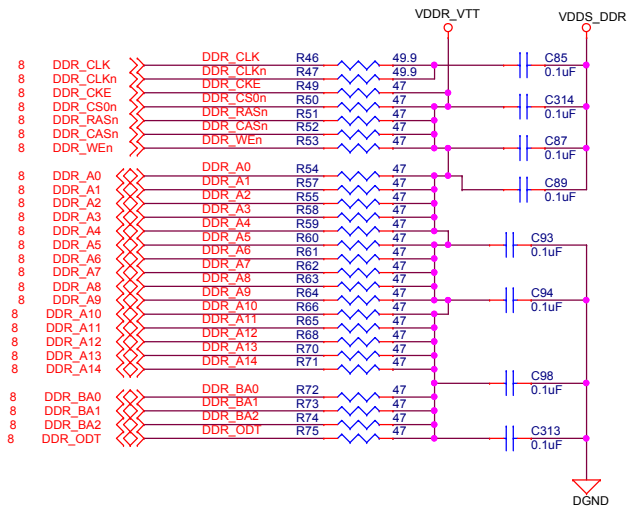 VDDR_VTT VDDS_DDR
8 DDR_CLK DDR_CLK R46 49.9 C85
8 DDR_CLKn DDR_CLKn R47 49.9 0.1uF
8 DDR_CKE DDR_CKE R49 47
8 DDR_CS0n DDR_CS0n R50 47 C314
8 DDR_RASn DDR_RASn R51 47 0.1uF
8 DDR_CASn DDR_CASn R52 47
8 DDR_WEn DDR_WEn R53 47 C87
0.1uF
8 DDR_A0 DDR_A0 R54 47
8 DDR_A1 DDR_A1 R57 47 C89
8 DDR_A2 DDR_A2 R55 47 0.1uF
8 DDR_A3 DDR_A3 R58 47
8 DDR_A4 DDR_A4 R59 47
8 DDR_A5 DDR_A5 R60 47 C93
8 DDR_A6 DDR_A6 R61 47 0.1uF
8 DDR_A7 DDR_A7 R62 47
8 DDR_A8 DDR_A8 R63 47
8 DDR_A9 DDR_A9 R64 47 C94
8 DDR_A10 DDR_A10 R66 47 0.1uF
8 DDR_A11 DDR_A11 R65 47
8 DDR_A12 DDR_A12 R68 47
8 DDR_A13 DDR_A13 R70 47
8 DDR_A14 DDR_A14 R71 47
C98
8 DDR_BA0 DDR_BA0 R72 47 0.1uF
8 DDR_BA1 DDR_BA1 R73 47
8 DDR_BA2 DDR_BA2 R74 47
8 DDR_ODT DDR_ODT R75 47 C313
0.1uF
DGND